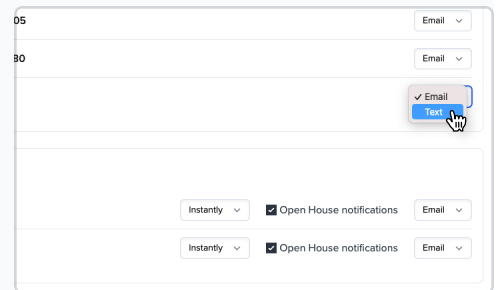 05 Email
80 Email
✓ Email
Text
Instantly Open House notifications Email
Instantly Open House notifications Email